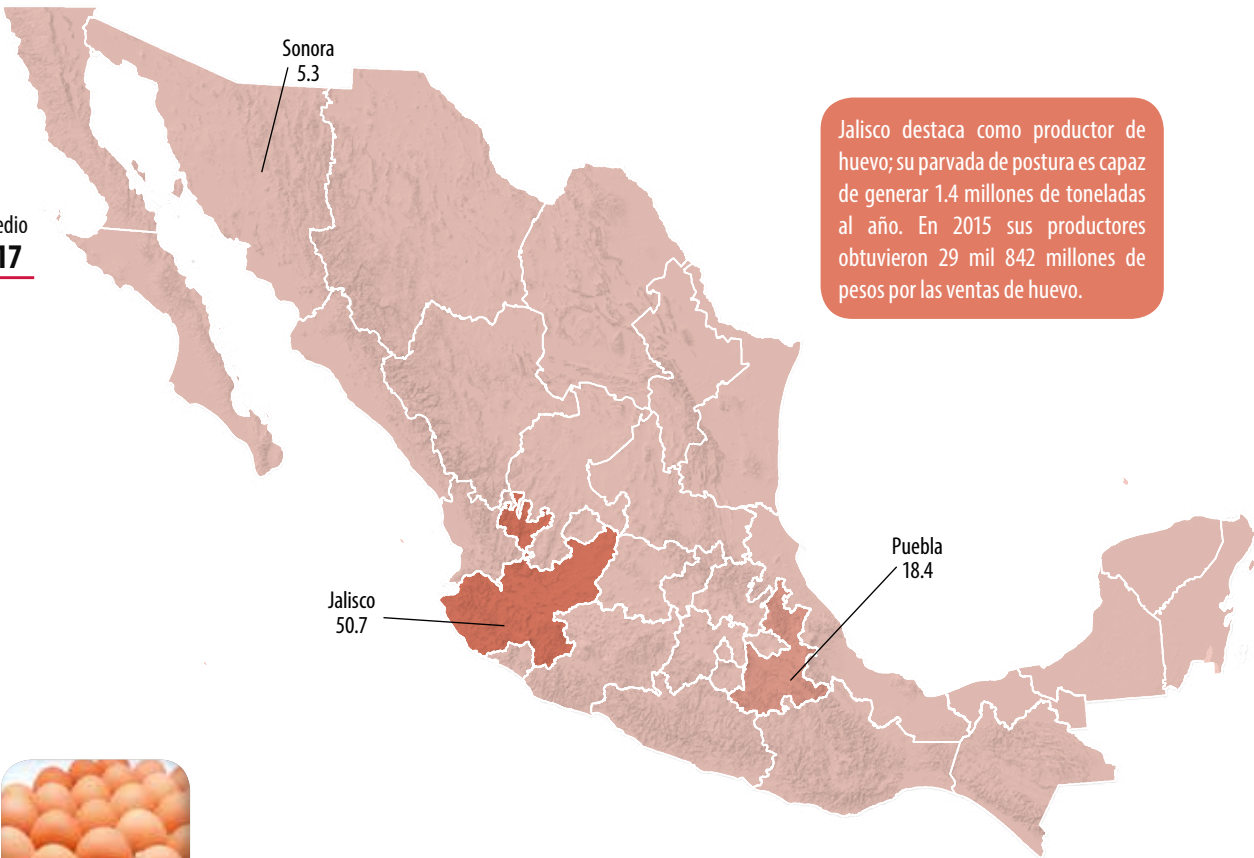 Sonora
5.3
Jalisco destaca como productor de
huevo; su parvada de postura es capaz
de generar 1.4 millones de toneladas
al año. En 2015 sus productores
obtuvieron 29 mil 842 millones de
pesos por las ventas de huevo.
edio
17
Puebla
18.4
Jalisco
50.7